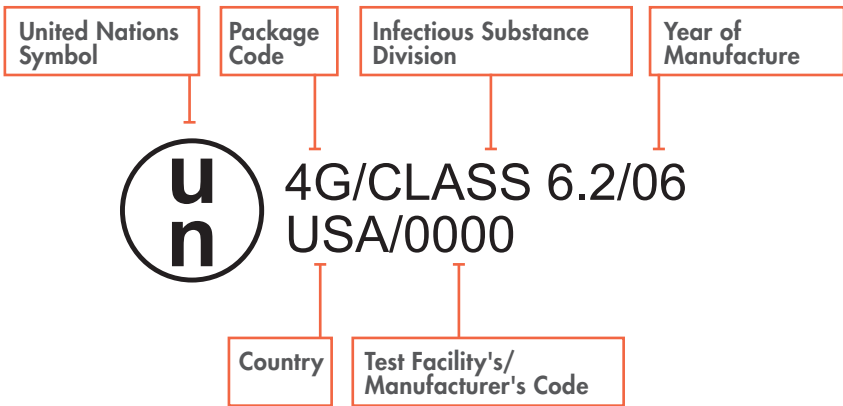 United Nations
Symbol
Package
Code
Infectious Substance
Division
Year of
Manufacture
u
n
4G/CLASS 6.2/06
USA/0000
Country
Test Facility's/
Manufacturer's Code